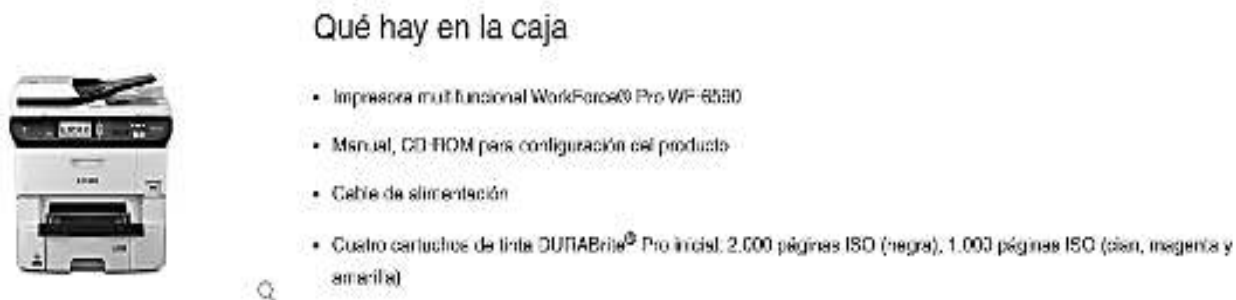 Qué hay en la caja
• Impresora multifuncional WorkForce® Pro WF-6590
• Manual, CD-ROM para configuración del producto
• Cable de alimentación
• Cuatro cartuchos de tinta DURABrite® Pro inicial: 2.000 páginas ISO (negra), 1.000 páginas ISO (cian, magenta y
amarilla)